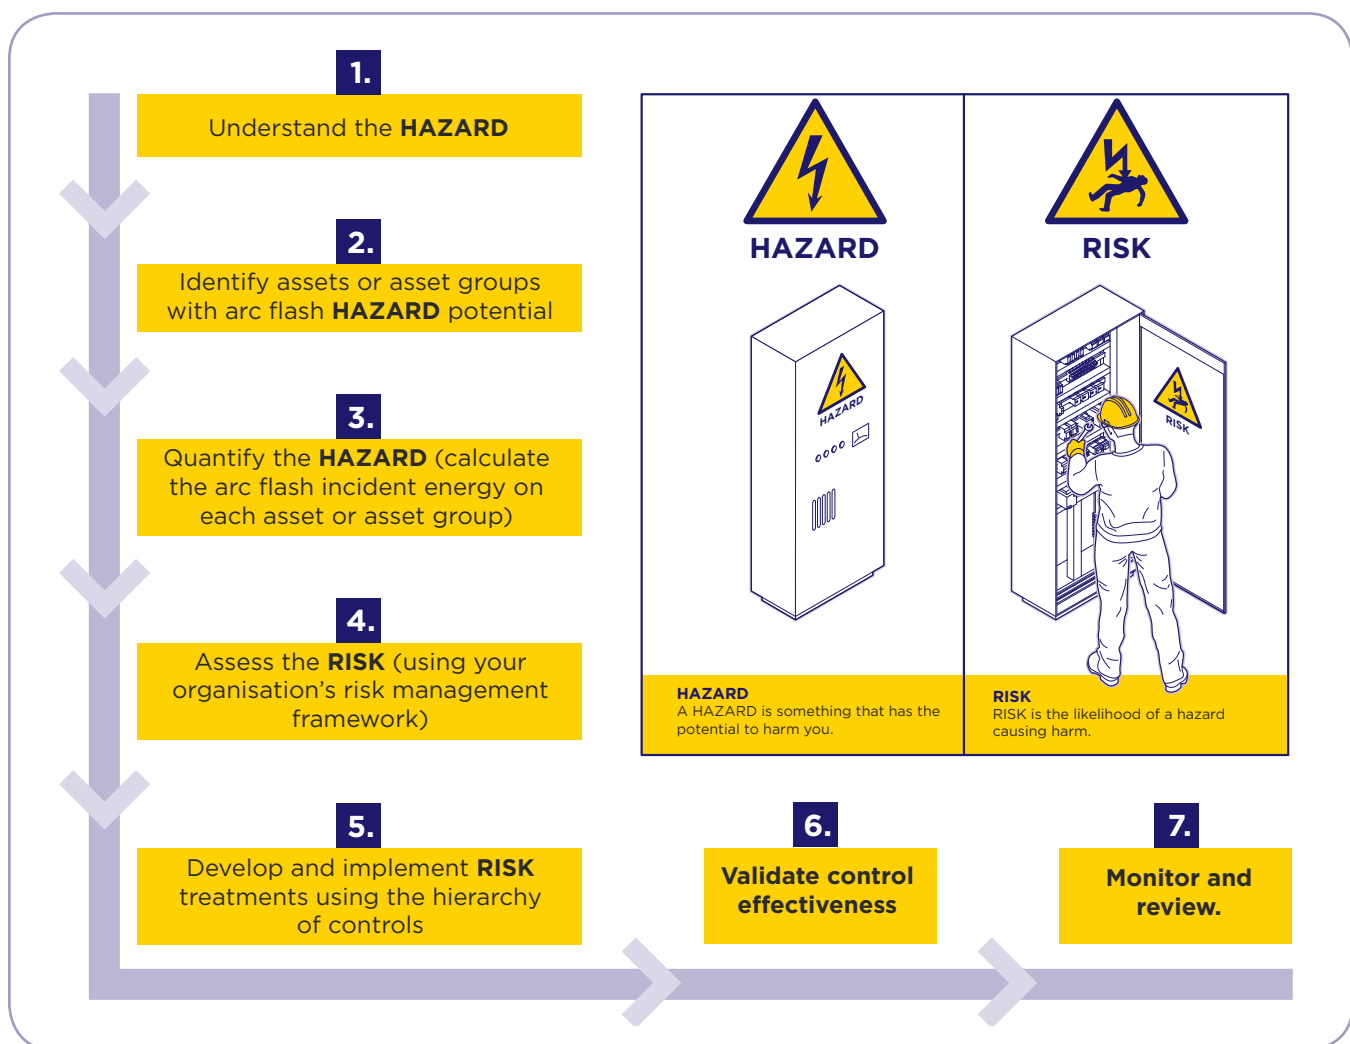 1.
Understand the HAZARD
2.
Identify assets or asset groups
with arc flash HAZARD potential
3.
Quantify the HAZARD (calculate
the arc flash incident energy on
each asset or asset group)
4.
Assess the RISK (using your
organisation’s risk management
framework)
5.
Develop and implement RISK
treatments using the hierarchy
of controls
HAZARD
HAZARD
HAZARD
A HAZARD is something that has the
potential to harm you.
RISK
RISK
RISK
RISK is the likelihood of a hazard
causing harm.
6.
Validate control
effectiveness
7.
Monitor and
review.